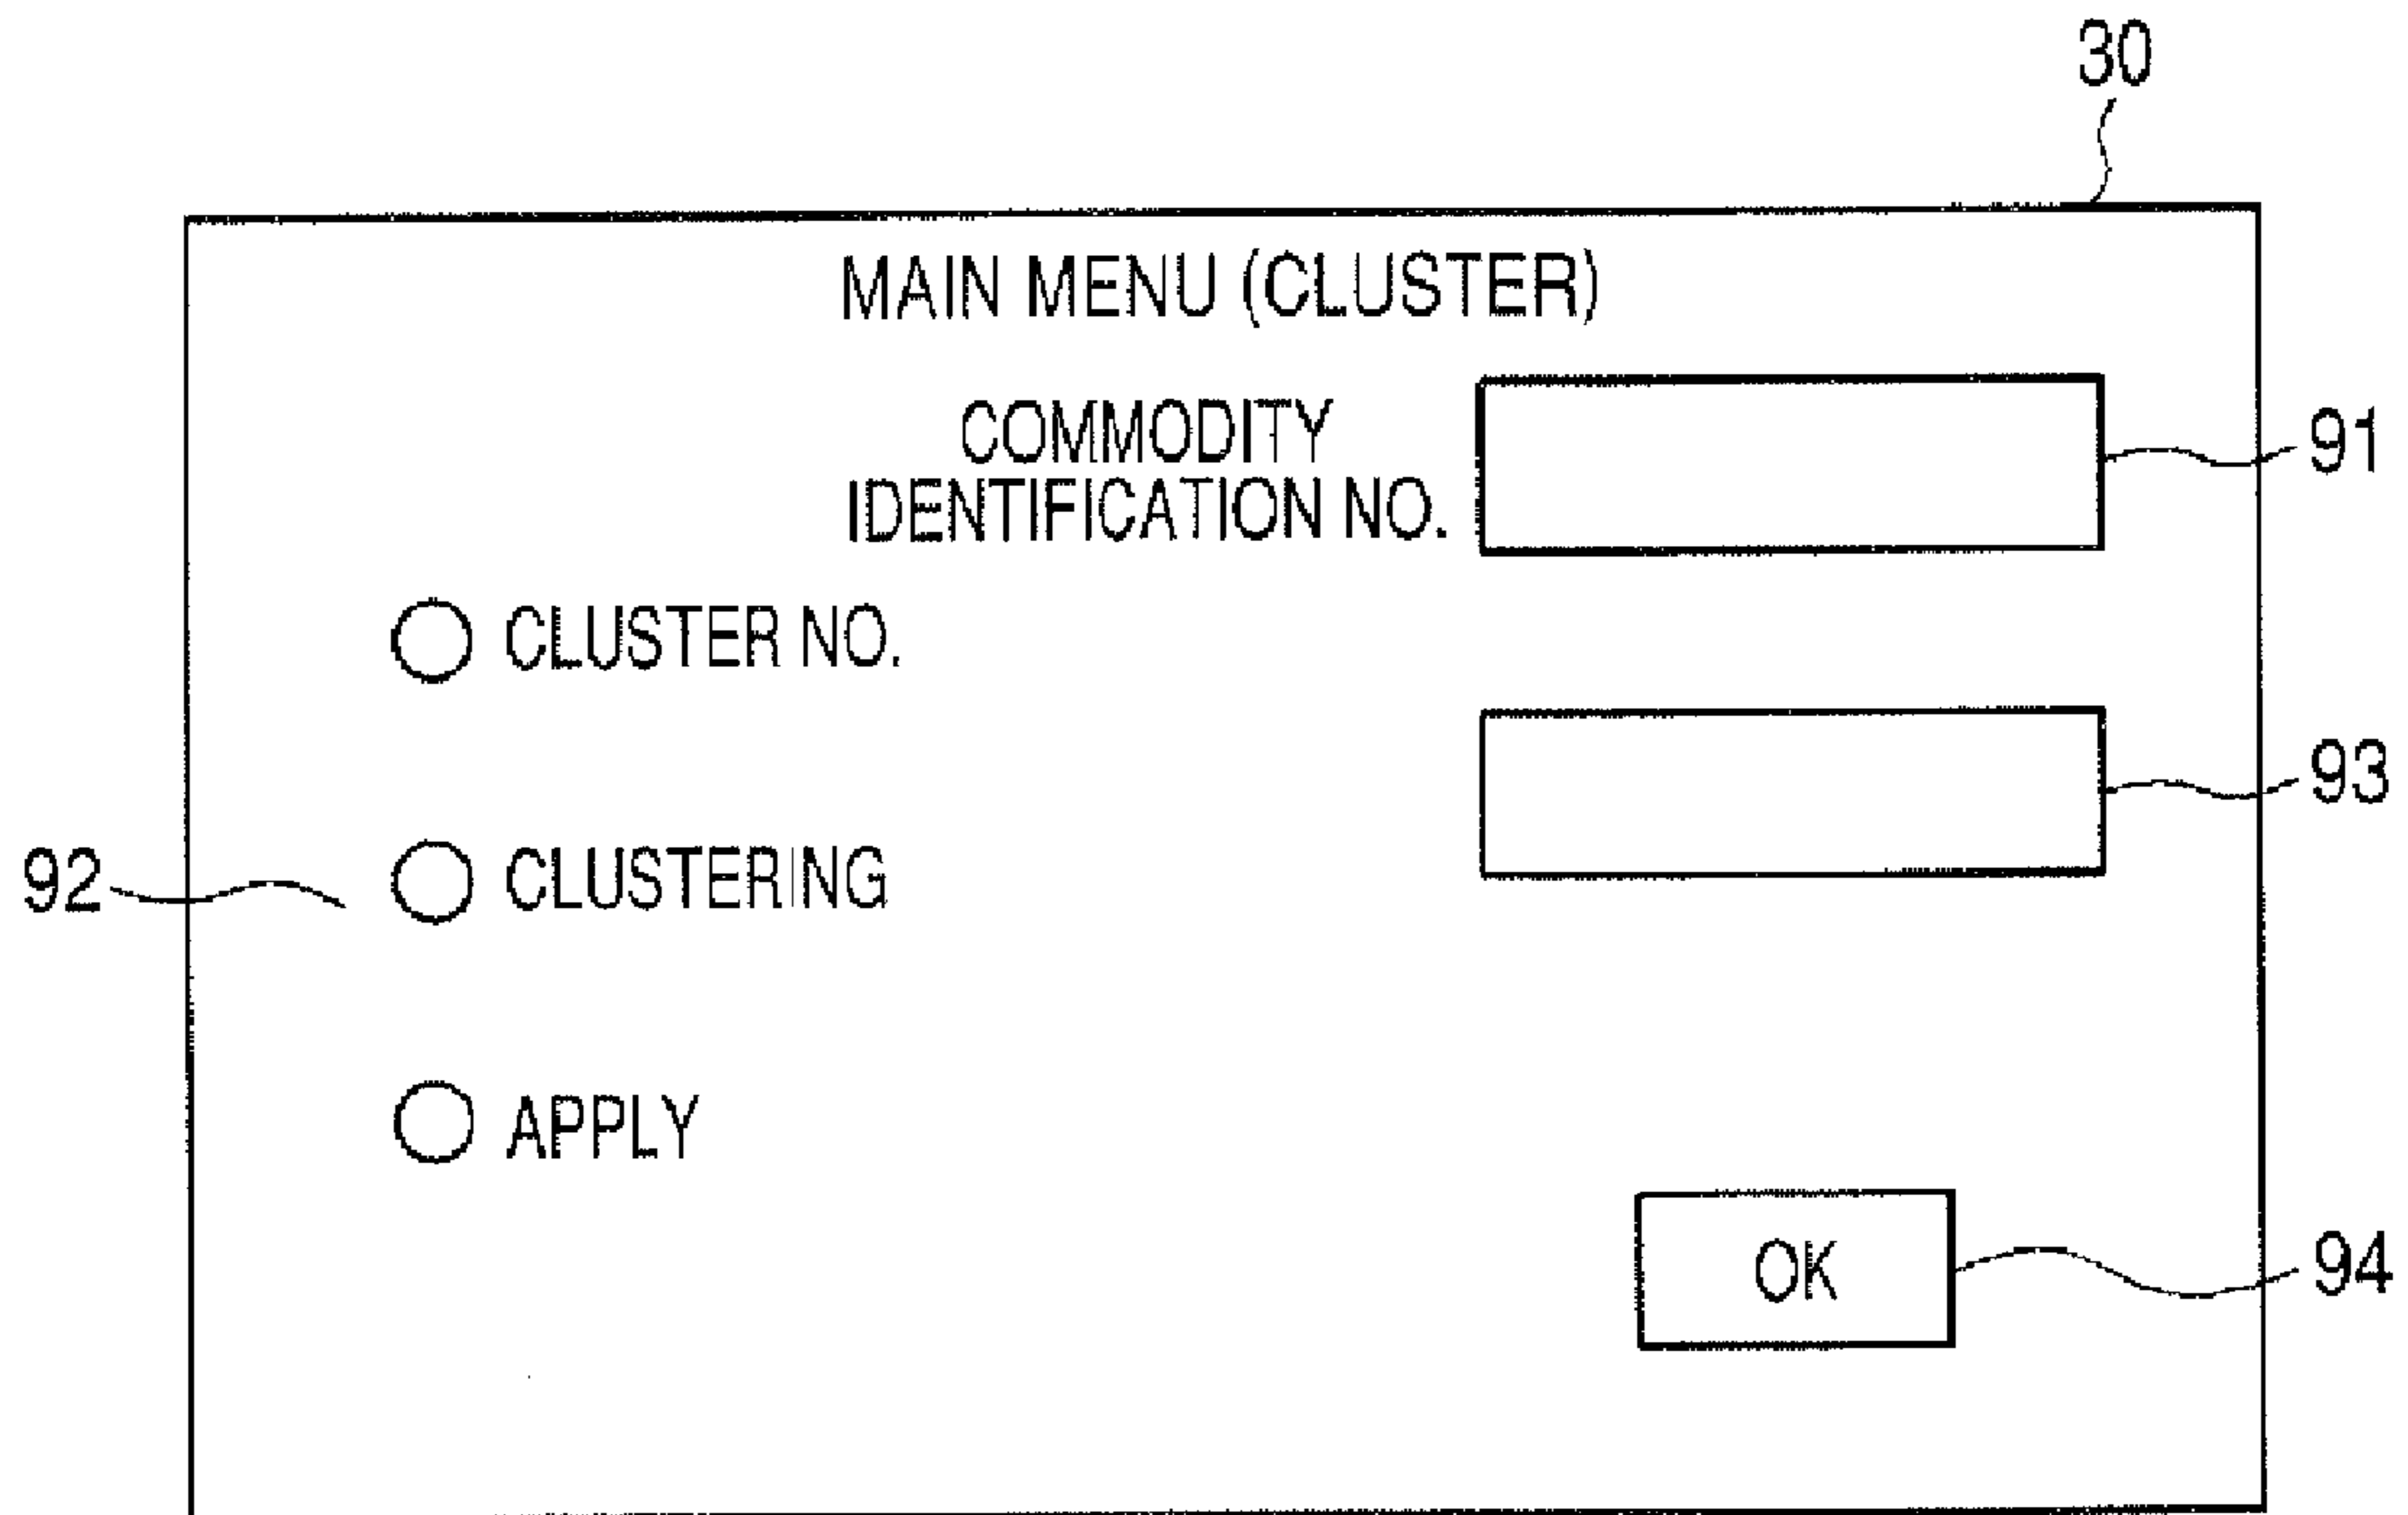 30
MAIN MENU (CLUSTER)
COMMODITY
IDENTIFICATION NO.
91
CLUSTER NO.
93
92
CLUSTERING
APPLY
OK
94